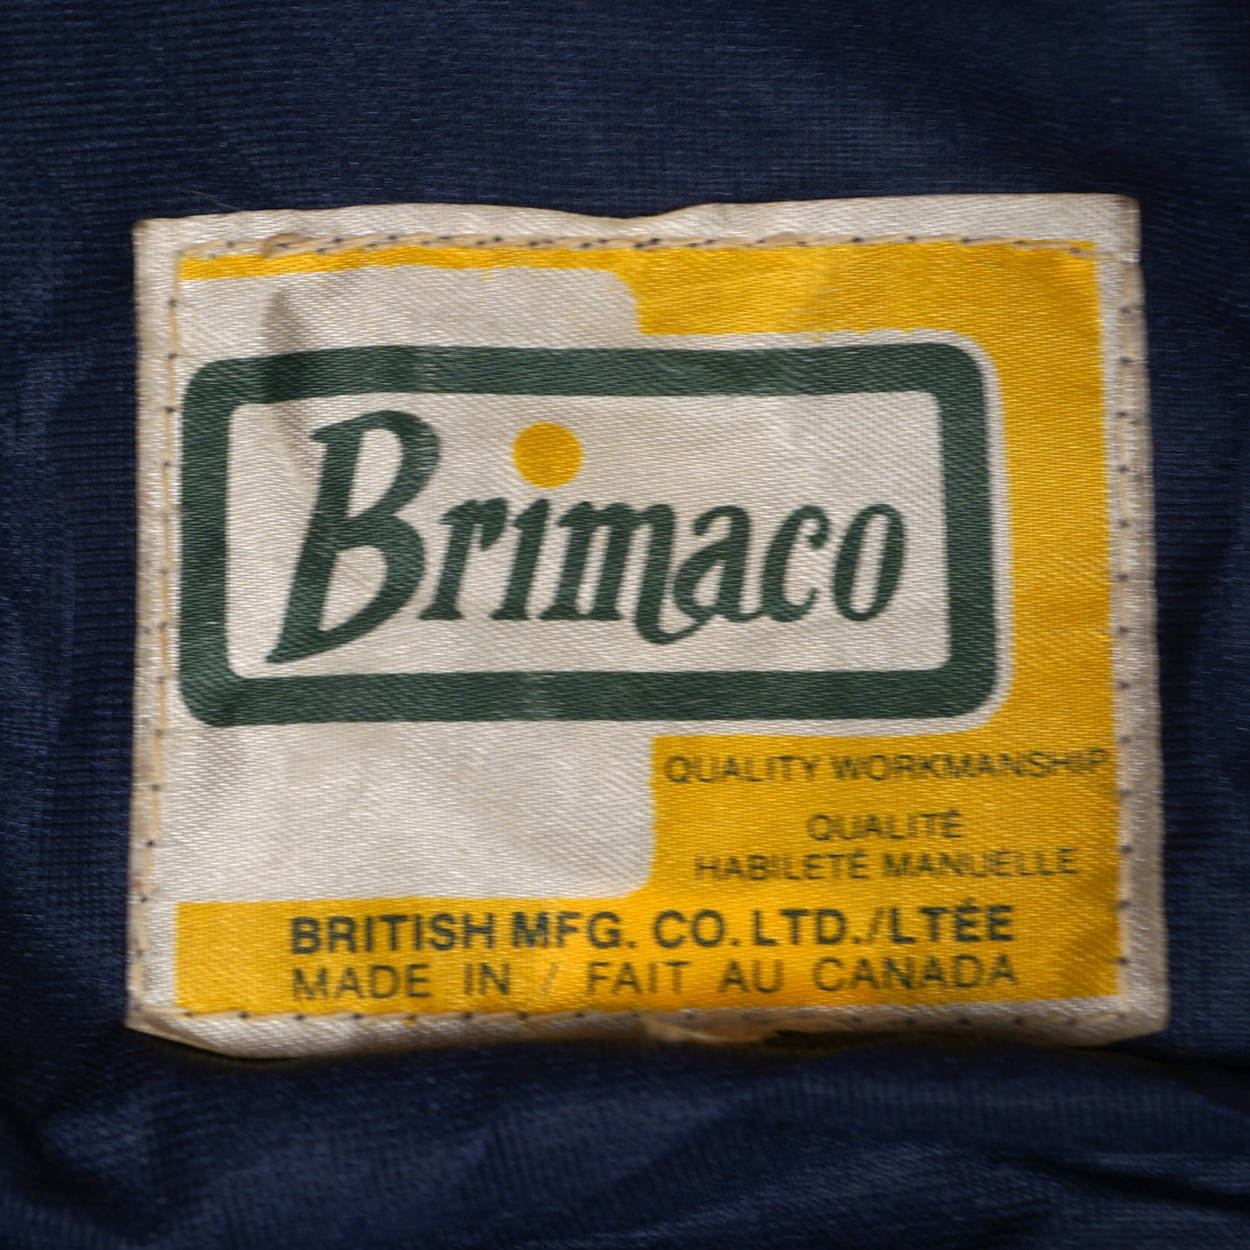 Brimaco
QUALITY WORKMANSHIP
QUALITÉ
HABILETÉ MANUELLE
BRITISH MFG. CO. LTD./LTÉE
MADE IN / FAIT AU CANADA